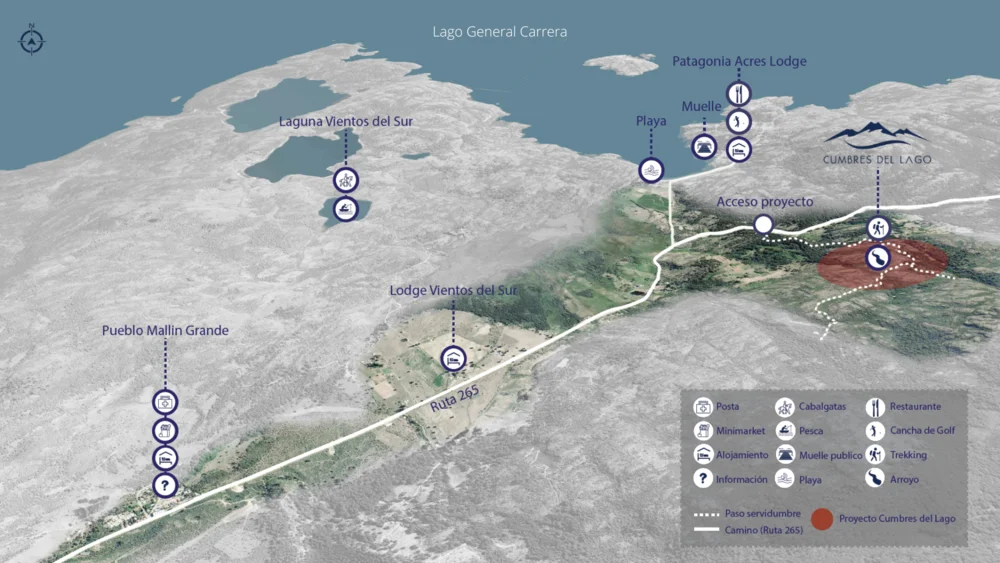 N
Lago General Carrera
Patagonia Acres Lodge
Muelle
Playa
Laguna Vientos del Sur
CUMBRES DEL LAGO
Acceso proyecto
Lodge Vientos del Sur
Pueblo Mallin Grande
Ruta 265
?
Posta
Cabalgatas
Restaurante
Minimarket
Pesca
Cancha de Golf
Alojamiento
Muelle publico
Trekking
? Información
Playa
Arroyo
Paso servidumbre
Proyecto Cumbres del Lago
Camino (Ruta 265)